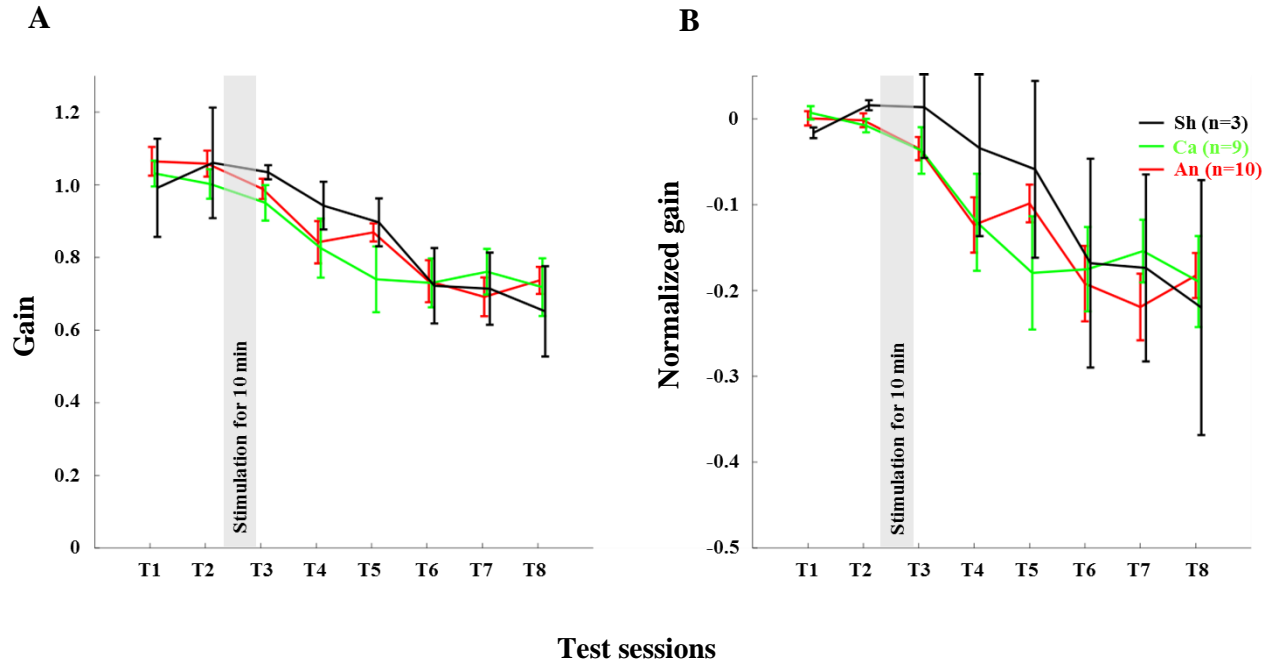 A
Gain
1.2
1.0
0.8
0.6
0.4
0.2
0
Stimulation for 10 min
T1 T2 T3 T4 T5 T6 T7 T8
B
Normalized gain
0
-0.1
-0.2
-0.3
-0.4
-0.5
Stimulation for 10 min
Sh (n=3)
Ca (n=9)
An (n=10)
T1 T2 T3 T4 T5 T6 T7 T8
Test sessions